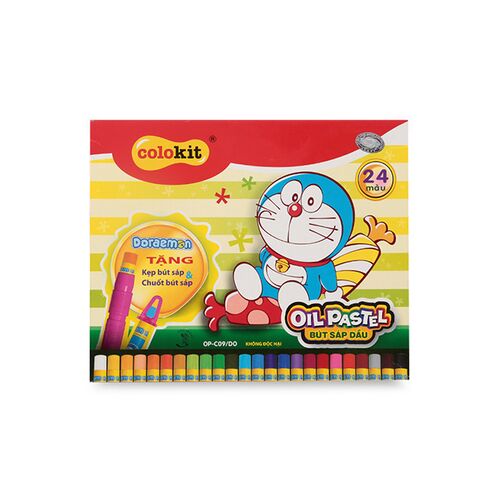 colokit ®
24
màu
Doraemon
TẶNG
Kẹp bút sáp
&
Chuốt bút sáp
OIL PASTEL
BÚT SÁP DẦU
OP-C09/DO
KHÔNG ĐỘC HẠI